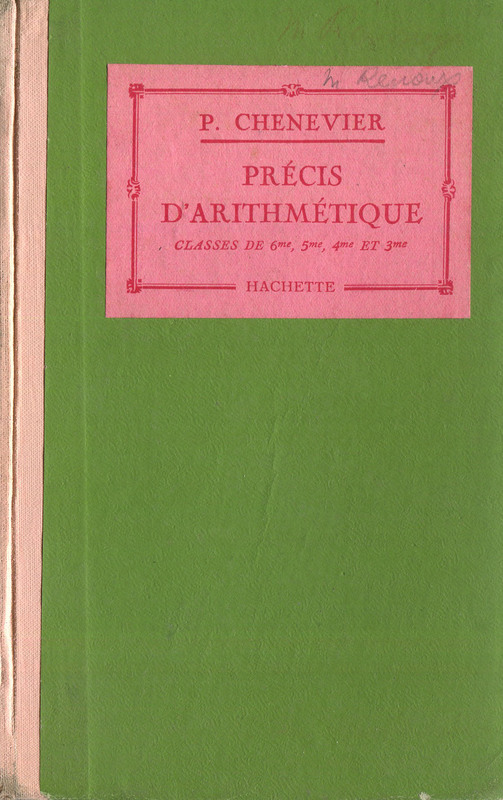 P. CHENEVIER
PRÉCIS
D'ARITHMÉTIQUE
CLASSES DE 6me, 5me, 4me ET 3me
HACHETTE